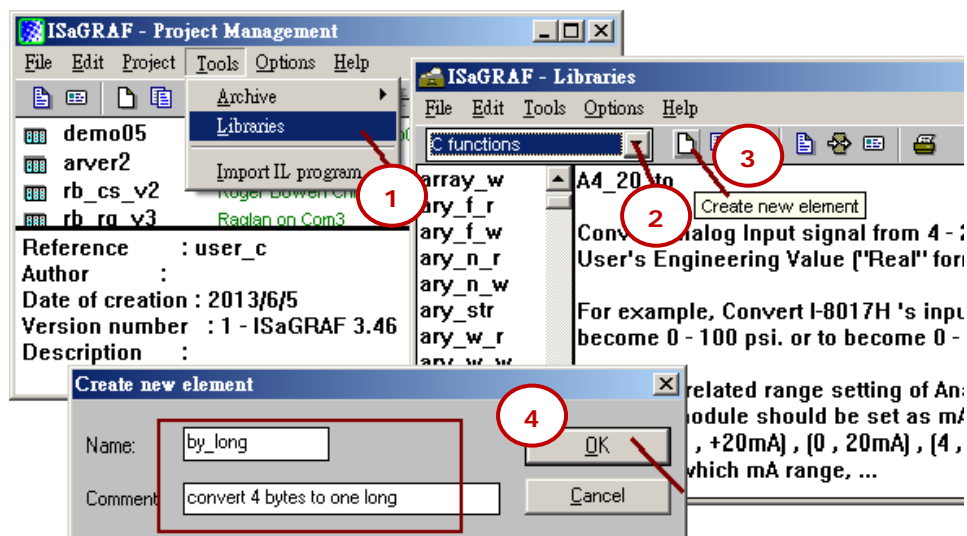 ISaGRAF - Project Management
File Edit Project Tools Options Help
Archive
Libraries
Import IL program
demo05
arver2
rb_cs_v2
rb_rg_v3 Raglan on Com3
Reference : user_c
Author :
Date of creation : 2013/6/5
Version number : 1 - ISaGRAF 3.46
Description :
1
ISaGRAF - Libraries
File Edit Tools Options Help
C functions
2
3
Create new element
array_w
ary_f_r
ary_f_w
ary_n_r
ary_n_w
ary_str
ary_w_r
ary_w_w
A4_20_to
Analog Input signal from 4 - 2
User's Engineering Value ("Real" for
For example, Convert I-8017H 's inpu
become 0 - 100 psi. or to become 0 -
related range setting of An
module should be set as mA
, +20mA) , (0 , 20mA) , (4 ,
which mA range, ...
Create new element
Name: by_long
Comment convert 4 bytes to one long
4
OK
Cancel